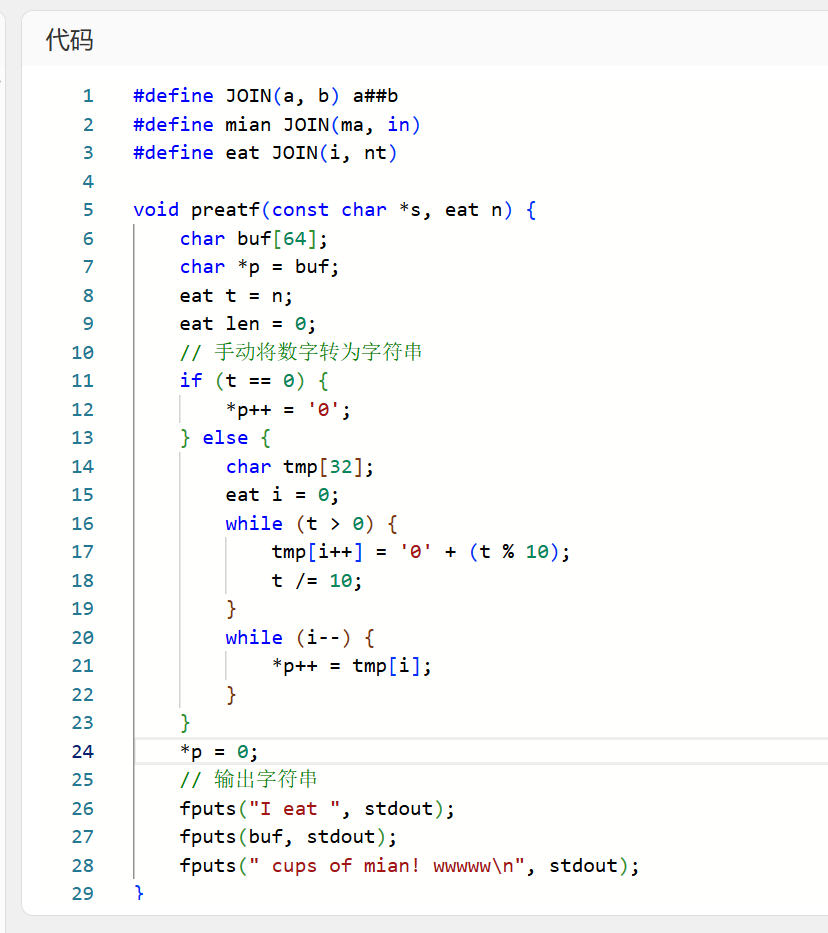 代码
1 #define JOIN(a, b) a##b
2 #define mian JOIN(ma, in)
3 #define eat JOIN(i, nt)
4
5 void preatf(const char *s, eat n) {
6     char buf[64];
7     char *p = buf;
8     eat t = n;
9     eat len = 0;
10     // 手动将数字转为字符串
11     if (t == 0) {
12         *p++ = '0';
13     } else {
14         char tmp[32];
15         eat i = 0;
16         while (t > 0) {
17             tmp[i++] = '0' + (t % 10);
18             t /= 10;
19         }
20         while (i--) {
21             *p++ = tmp[i];
22         }
23     }
24     *p = 0;
25     // 输出字符串
26     fputs("I eat ", stdout);
27     fputs(buf, stdout);
28     fputs(" cups of mian! wwwww\n", stdout);
29 }